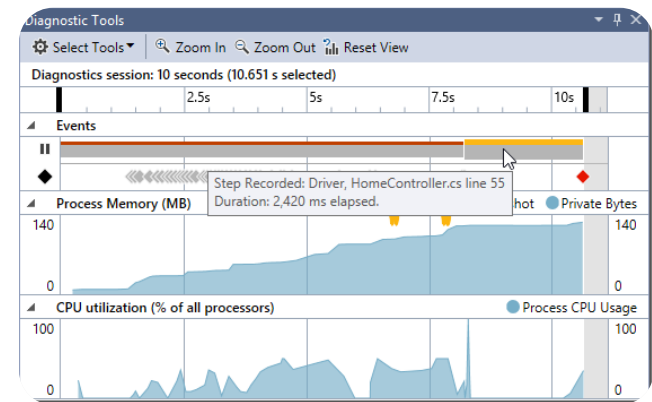 Diagnostic Tools
Select Tools Zoom In Zoom Out Reset View
Diagnostics session: 10 seconds (10.651 s selected)
2.5s 5s 7.5s 10s
Events
Step Recorded: Driver, HomeController.cs line 55
Duration: 2,420 ms elapsed.
Process Memory (MB) hot Private Bytes
140 140
0 0
CPU utilization (% of all processors) Process CPU Usage
100 100
0 0